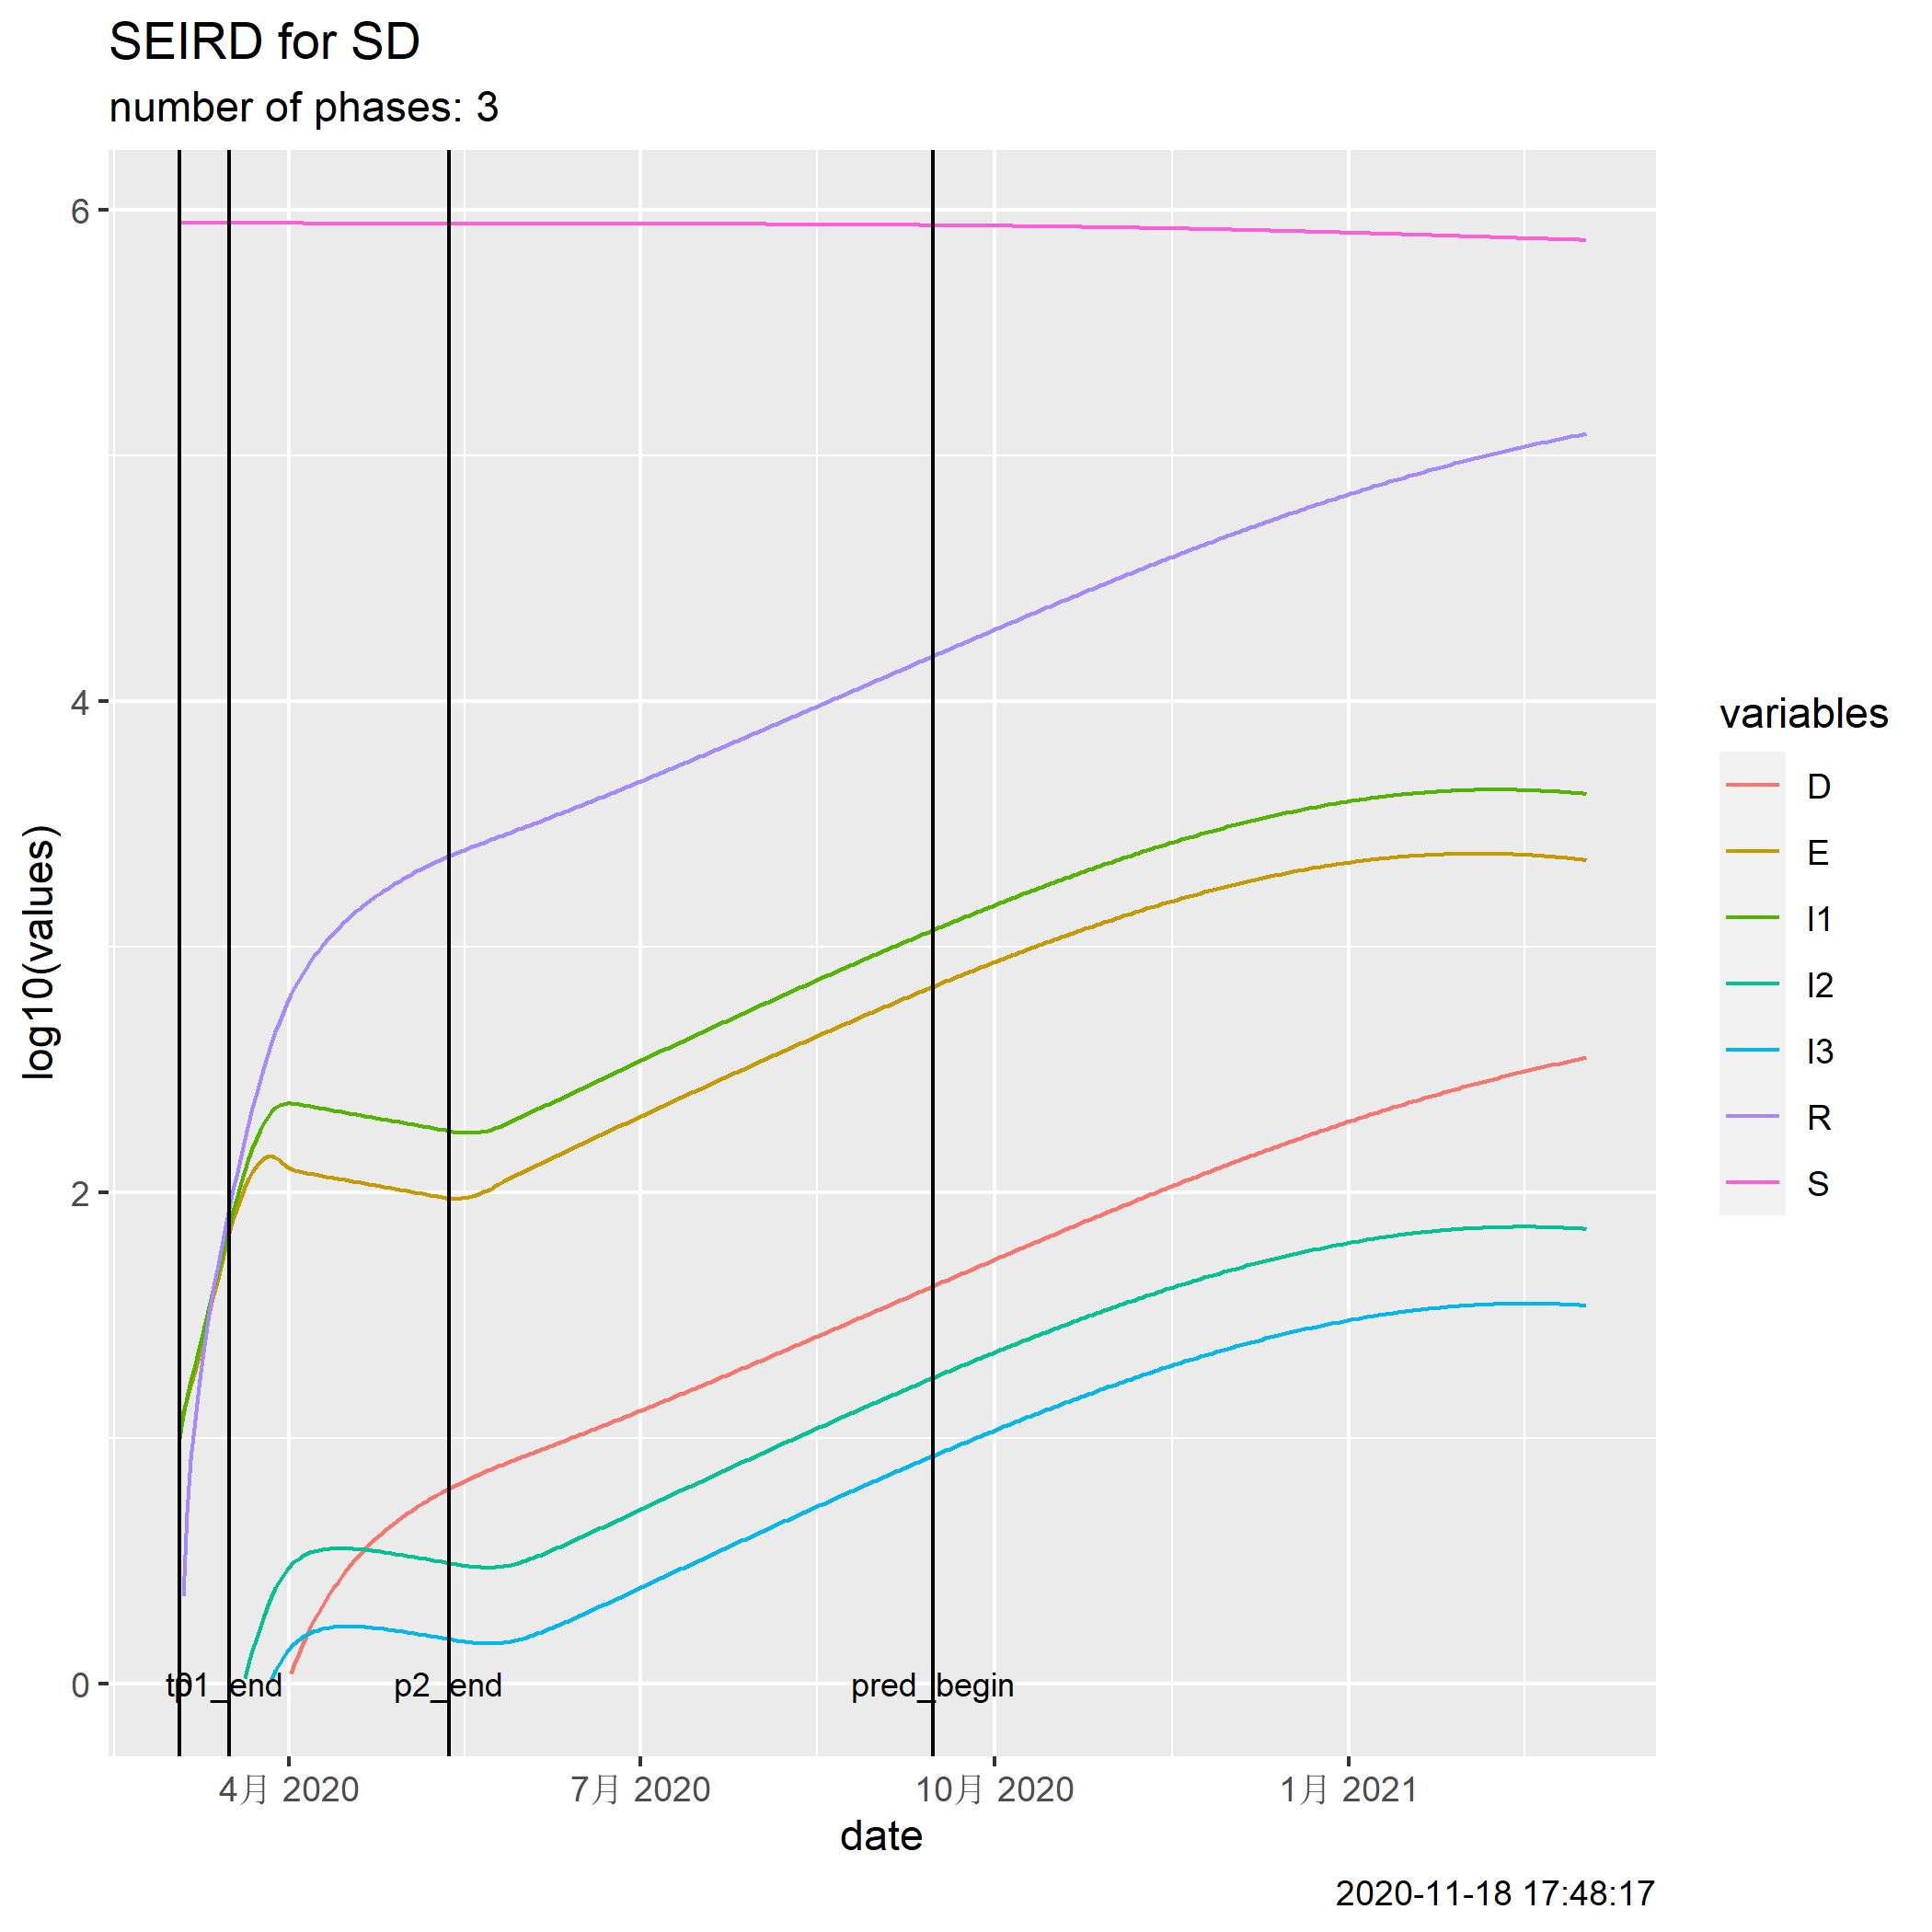 SEIRD for SD
number of phases: 3
log10(values)
6
4
2
0
p1_end
p2_end
pred_begin
4月 2020
7月 2020
10月 2020
1月 2021
date
variables
D
E
I1
I2
I3
R
S
2020-11-18 17:48:17